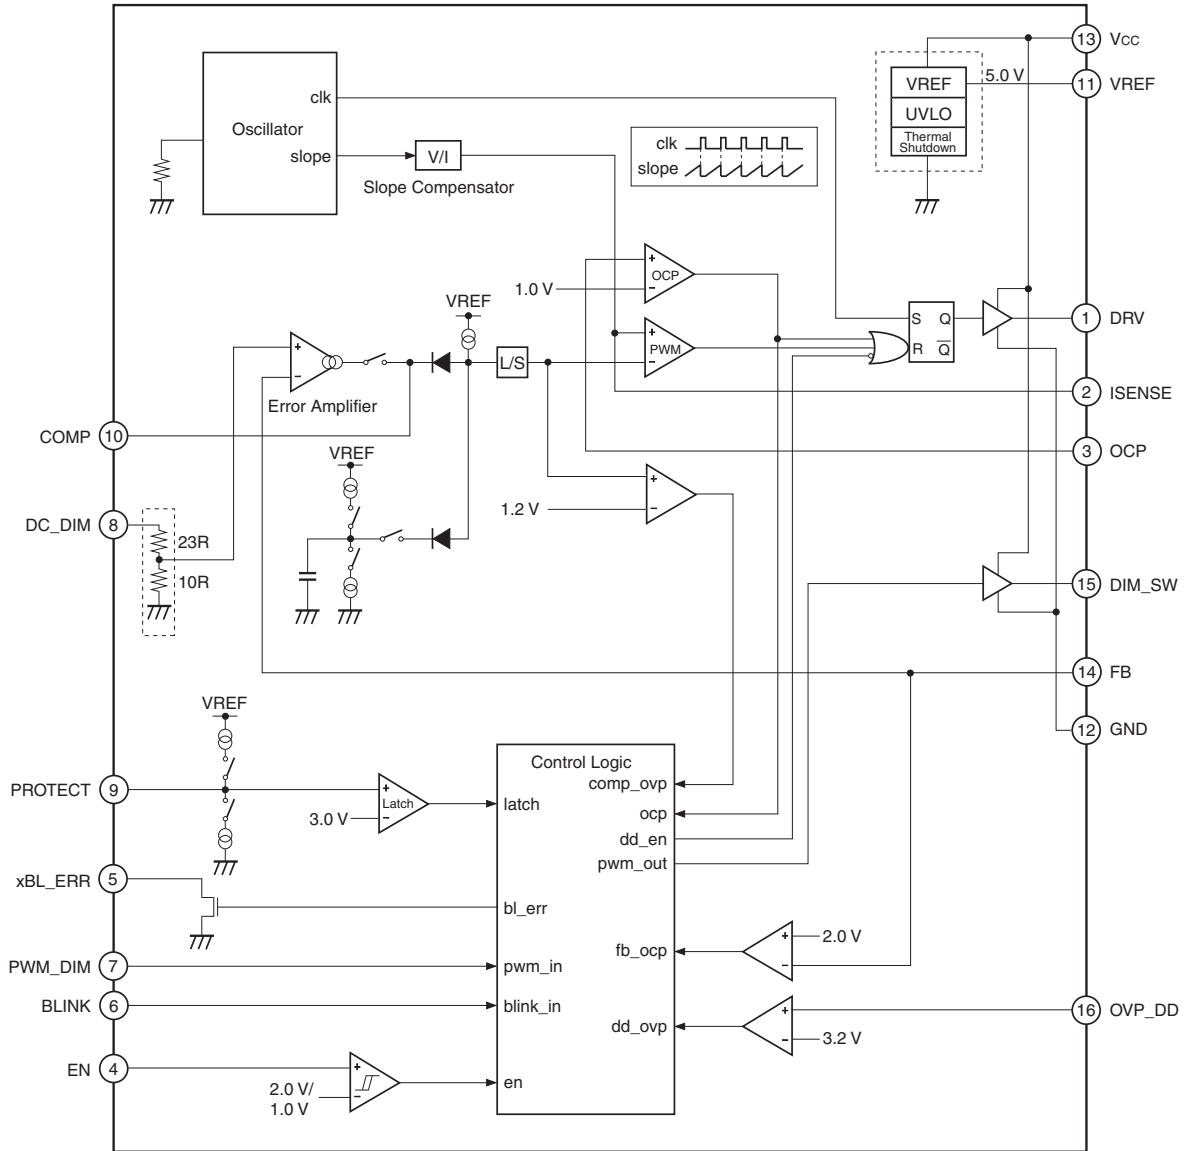 13 VCC
11 VREF
5.0 V
VREF
UVLO
Thermal
Shutdown
Oscillator
clk
slope
V/I
Slope Compensator
clk
slope
+
OCP
−
1.0 V
VREF
+
PWM
−
S Q
R Q
1 DRV
+
−
Error Amplifier
L/S
2 ISENSE
COMP 10
3 OCP
VREF
+
−
1.2 V
DC_DIM 8
23R
10R
15 DIM_SW
14 FB
12 GND
VREF
PROTECT 9
+
Latch
−
3.0 V
Control Logic
comp_ovp
latch
ocp
dd_en
pwm_out
xBL_ERR 5
bl_err
PWM_DIM 7
pwm_in
fb_ocp
+
−
2.0 V
BLINK 6
blink_in
dd_ovp
+
−
3.2 V
16 OVP_DD
EN 4
+
−
2.0 V/
1.0 V
en